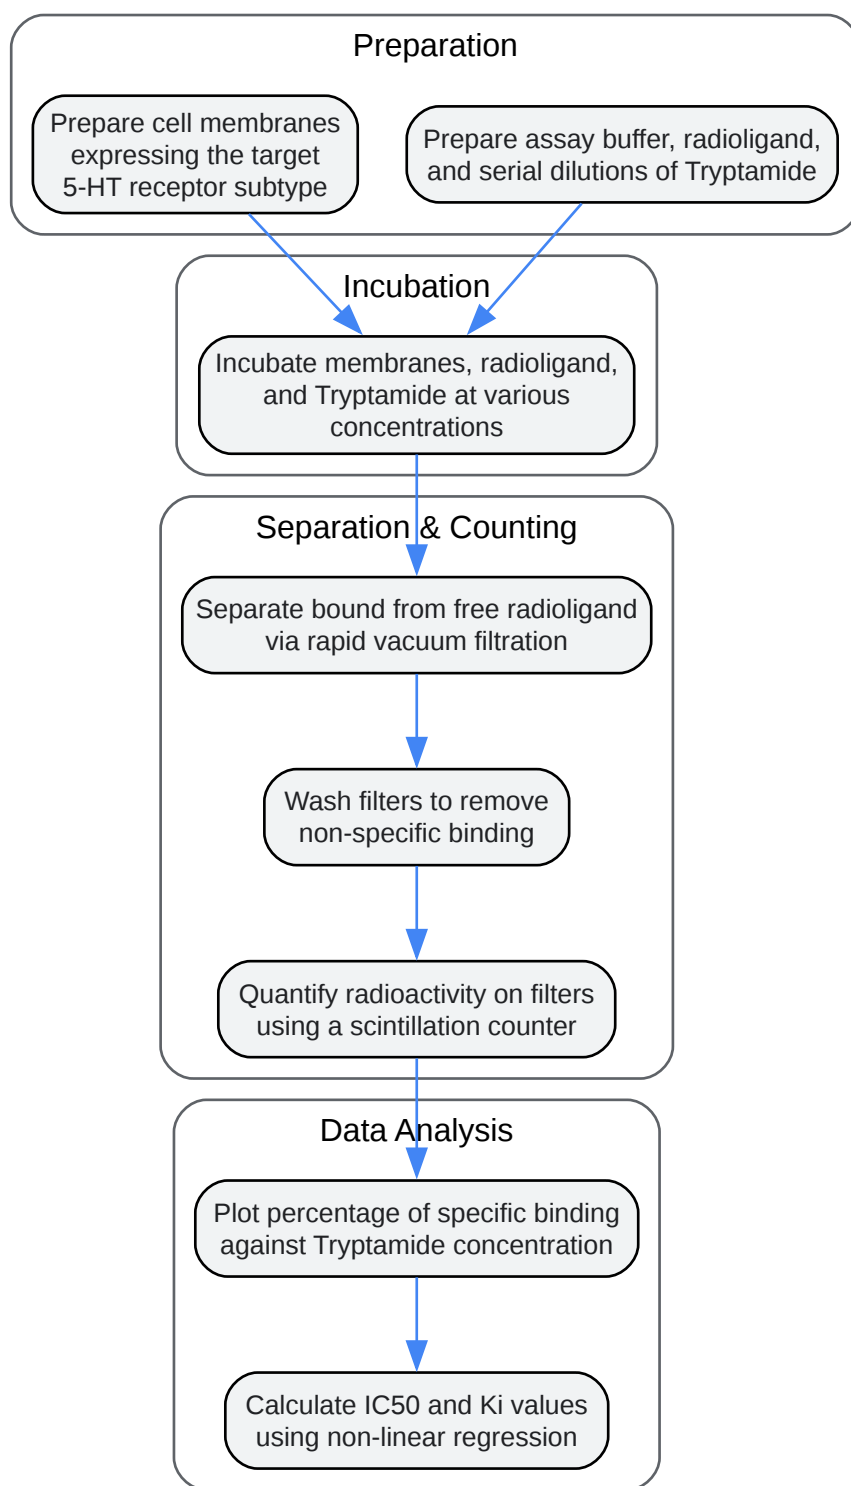 Preparation
Prepare cell membranes
expressing the target
5-HT receptor subtype
Prepare assay buffer, radioligand,
and serial dilutions of Tryptamide
Incubation
Incubate membranes, radioligand,
and Tryptamide at various
concentrations
Separation & Counting
Separate bound from free radioligand
via rapid vacuum filtration
Wash filters to remove
non-specific binding
Quantify radioactivity on filters
using a scintillation counter
Data Analysis
Plot percentage of specific binding
against Tryptamide concentration
Calculate IC50 and Ki values
using non-linear regression